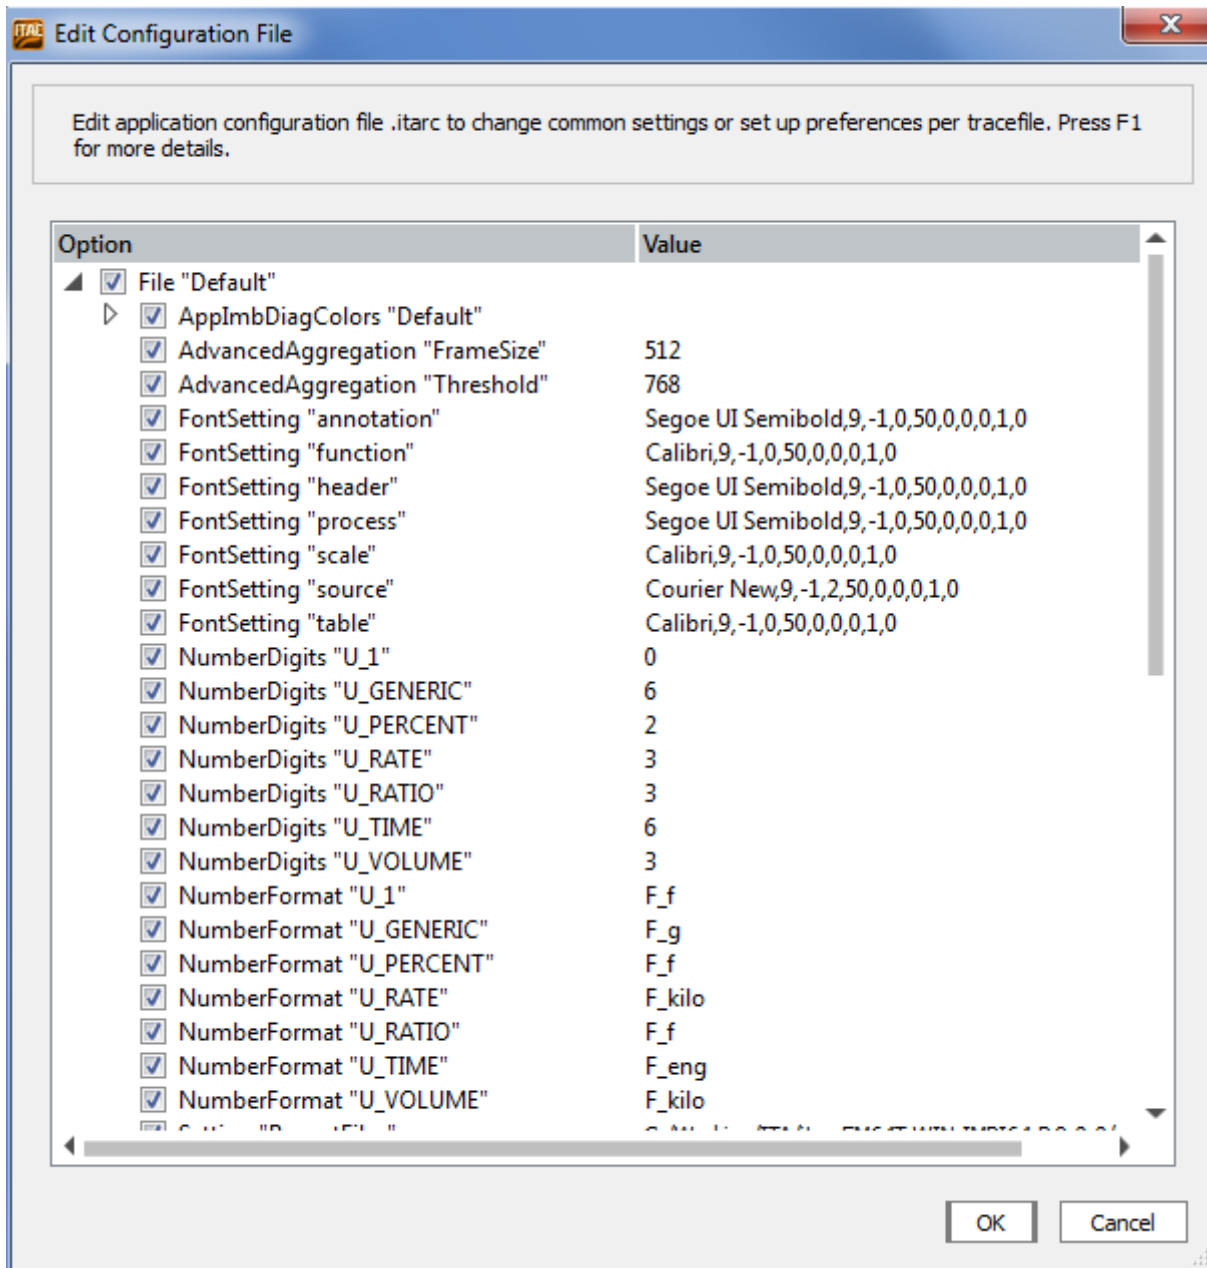 ITAC Edit Configuration File
Edit application configuration file .itarc to change common settings or set up preferences per tracefile. Press F1
for more details.
Option Value
File "Default"
AppImbDiagColors "Default"
AdvancedAggregation "FrameSize" 512
AdvancedAggregation "Threshold" 768
FontSetting "annotation" Segoe UI Semibold,9,-1,0,50,0,0,0,1,0
FontSetting "function" Calibri,9,-1,0,50,0,0,0,1,0
FontSetting "header" Segoe UI Semibold,9,-1,0,50,0,0,0,1,0
FontSetting "process" Segoe UI Semibold,9,-1,0,50,0,0,0,1,0
FontSetting "scale" Calibri,9,-1,0,50,0,0,0,1,0
FontSetting "source" Courier New,9,-1,2,50,0,0,0,1,0
FontSetting "table" Calibri,9,-1,0,50,0,0,0,1,0
NumberDigits "U_1" 0
NumberDigits "U_GENERIC" 6
NumberDigits "U_PERCENT" 2
NumberDigits "U_RATE" 3
NumberDigits "U_RATIO" 3
NumberDigits "U_TIME" 6
NumberDigits "U_VOLUME" 3
NumberFormat "U_1" F_f
NumberFormat "U_GENERIC" F_g
NumberFormat "U_PERCENT" F_f
NumberFormat "U_RATE" F_kilo
NumberFormat "U_RATIO" F_f
NumberFormat "U_TIME" F_eng
NumberFormat "U_VOLUME" F_kilo
OK Cancel